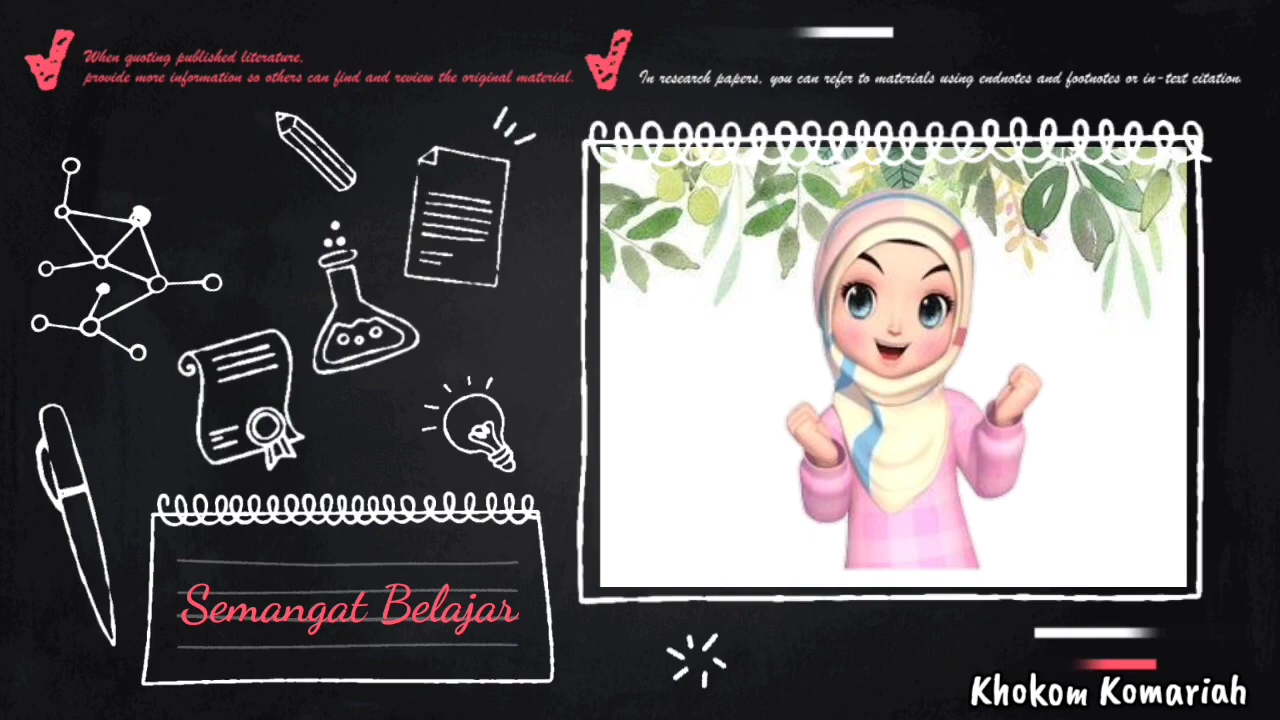 When quoting published literature,
provide more information so others can find and review the original material.
In research papers, you can refer to materials using endnotes and footnotes or in-text citation
Semangat Belajar
Khokom Komariah